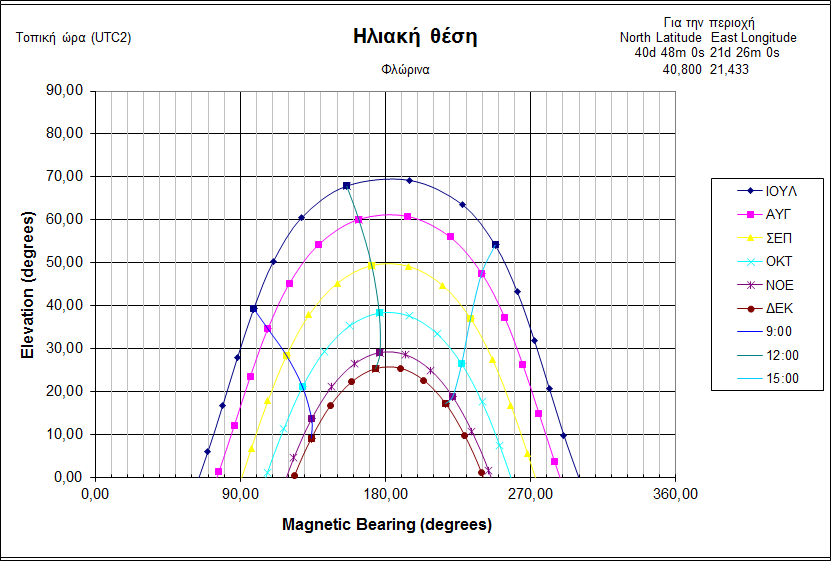 Τοπική ώρα (UTC2)
Ηλιακή θέση
Φλώρινα
Για την περιοχή
North Latitude East Longitude
40d 48m 0s 21d 26m 0s
40,800 21,433
90,00
80,00
70,00
60,00
50,00
40,00
30,00
20,00
10,00
0,00
Elevation (degrees)
0,00 90,00 180,00 270,00 360,00
Magnetic Bearing (degrees)
ΙΟΥΛ
ΑΥΓ
ΣΕΠ
ΟΚΤ
ΝΟΕ
ΔΕΚ
9:00
12:00
15:00